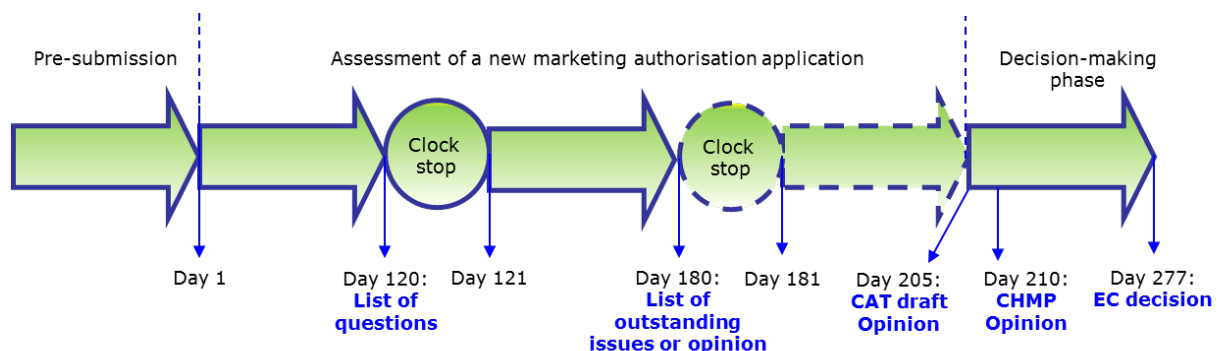 Pre-submission
Assessment of a new marketing authorisation application
Decision-making
phase
Clock
stop
Clock
stop
Day 1
Day 120:
List of
questions
Day 121
Day 180:
List of
outstanding
issues or opinion
Day 181
Day 205:
CAT draft
Opinion
Day 210:
CHMP
Opinion
Day 277:
EC decision